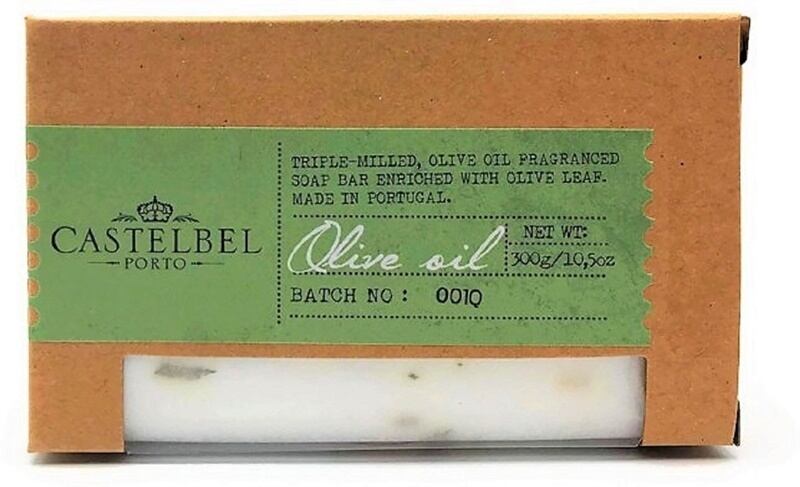 CASTELBEL
PORTO
TRIPLE-MILLED, OLIVE OIL FRAGRANCED
SOAP BAR ENRICHED WITH OLIVE LEAF.
MADE IN PORTUGAL.
Olive oil
NET WT:
300g/10,5oz
BATCH NO : 001Q